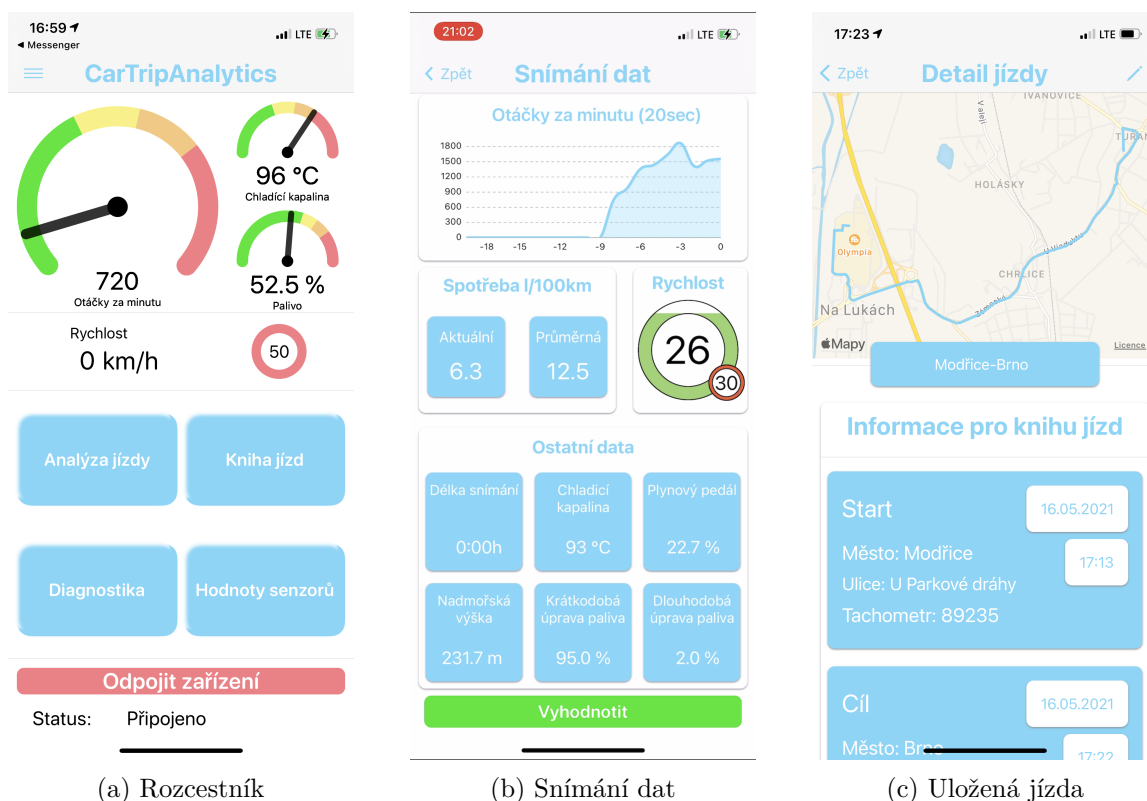 16:59
LTE
Messenger
CarTripAnalytics
96 °C
Chladící kapalina
720
Otáčky za minutu
52.5 %
Palivo
Rychlost
0 km/h
50
Analýza jízdy
Kniha jízd
Diagnostika
Hodnoty senzorů
Odpojit zařízení
Status: Připojeno
(a) Rozcestník
21:02
LTE
Zpět
Snímání dat
Otáčky za minutu (20sec)
1800
1500
1200
900
600
300
0
-18 -15 -12 -9 -6 -3 0
Spotřeba l/100km
Aktuální
6.3
Průměrná
12.5
Rychlost
26
30
Ostatní data
Délka snímání
0:00h
Chladicí
kapalina
93 °C
Plynový pedál
22.7 %
Nadmořská
výška
231.7 m
Krátkodobá
úprava paliva
95.0 %
Dlouhodobá
úprava paliva
2.0 %
Vyhodnotit
(b) Snímání dat
17:23
LTE
Zpět
Detail jízdy
IVANOVICE
V aleji
HOLÁSKY
Olympia
U Viaduktu
CHRLICE
Zámecká
Na Lukách
Mapy
Licence
Modřice-Brno
Informace pro knihu jízd
Start
16.05.2021
Město: Modřice
17:13
Ulice: U Parkové dráhy
Tachometr: 89235
Cíl
16.05.2021
Město: Brno
17:22
(c) Uložená jízda